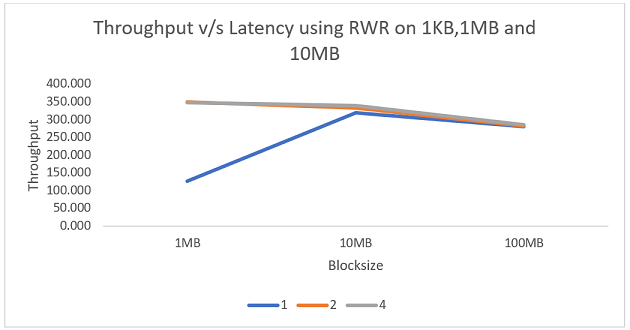 Throughput v/s Latency using RWR on 1KB,1MB and
10MB
400.000
350.000
300.000
250.000
200.000
150.000
100.000
50.000
0.000
Throughput
1MB 10MB 100MB
Blocksize
1 2 4